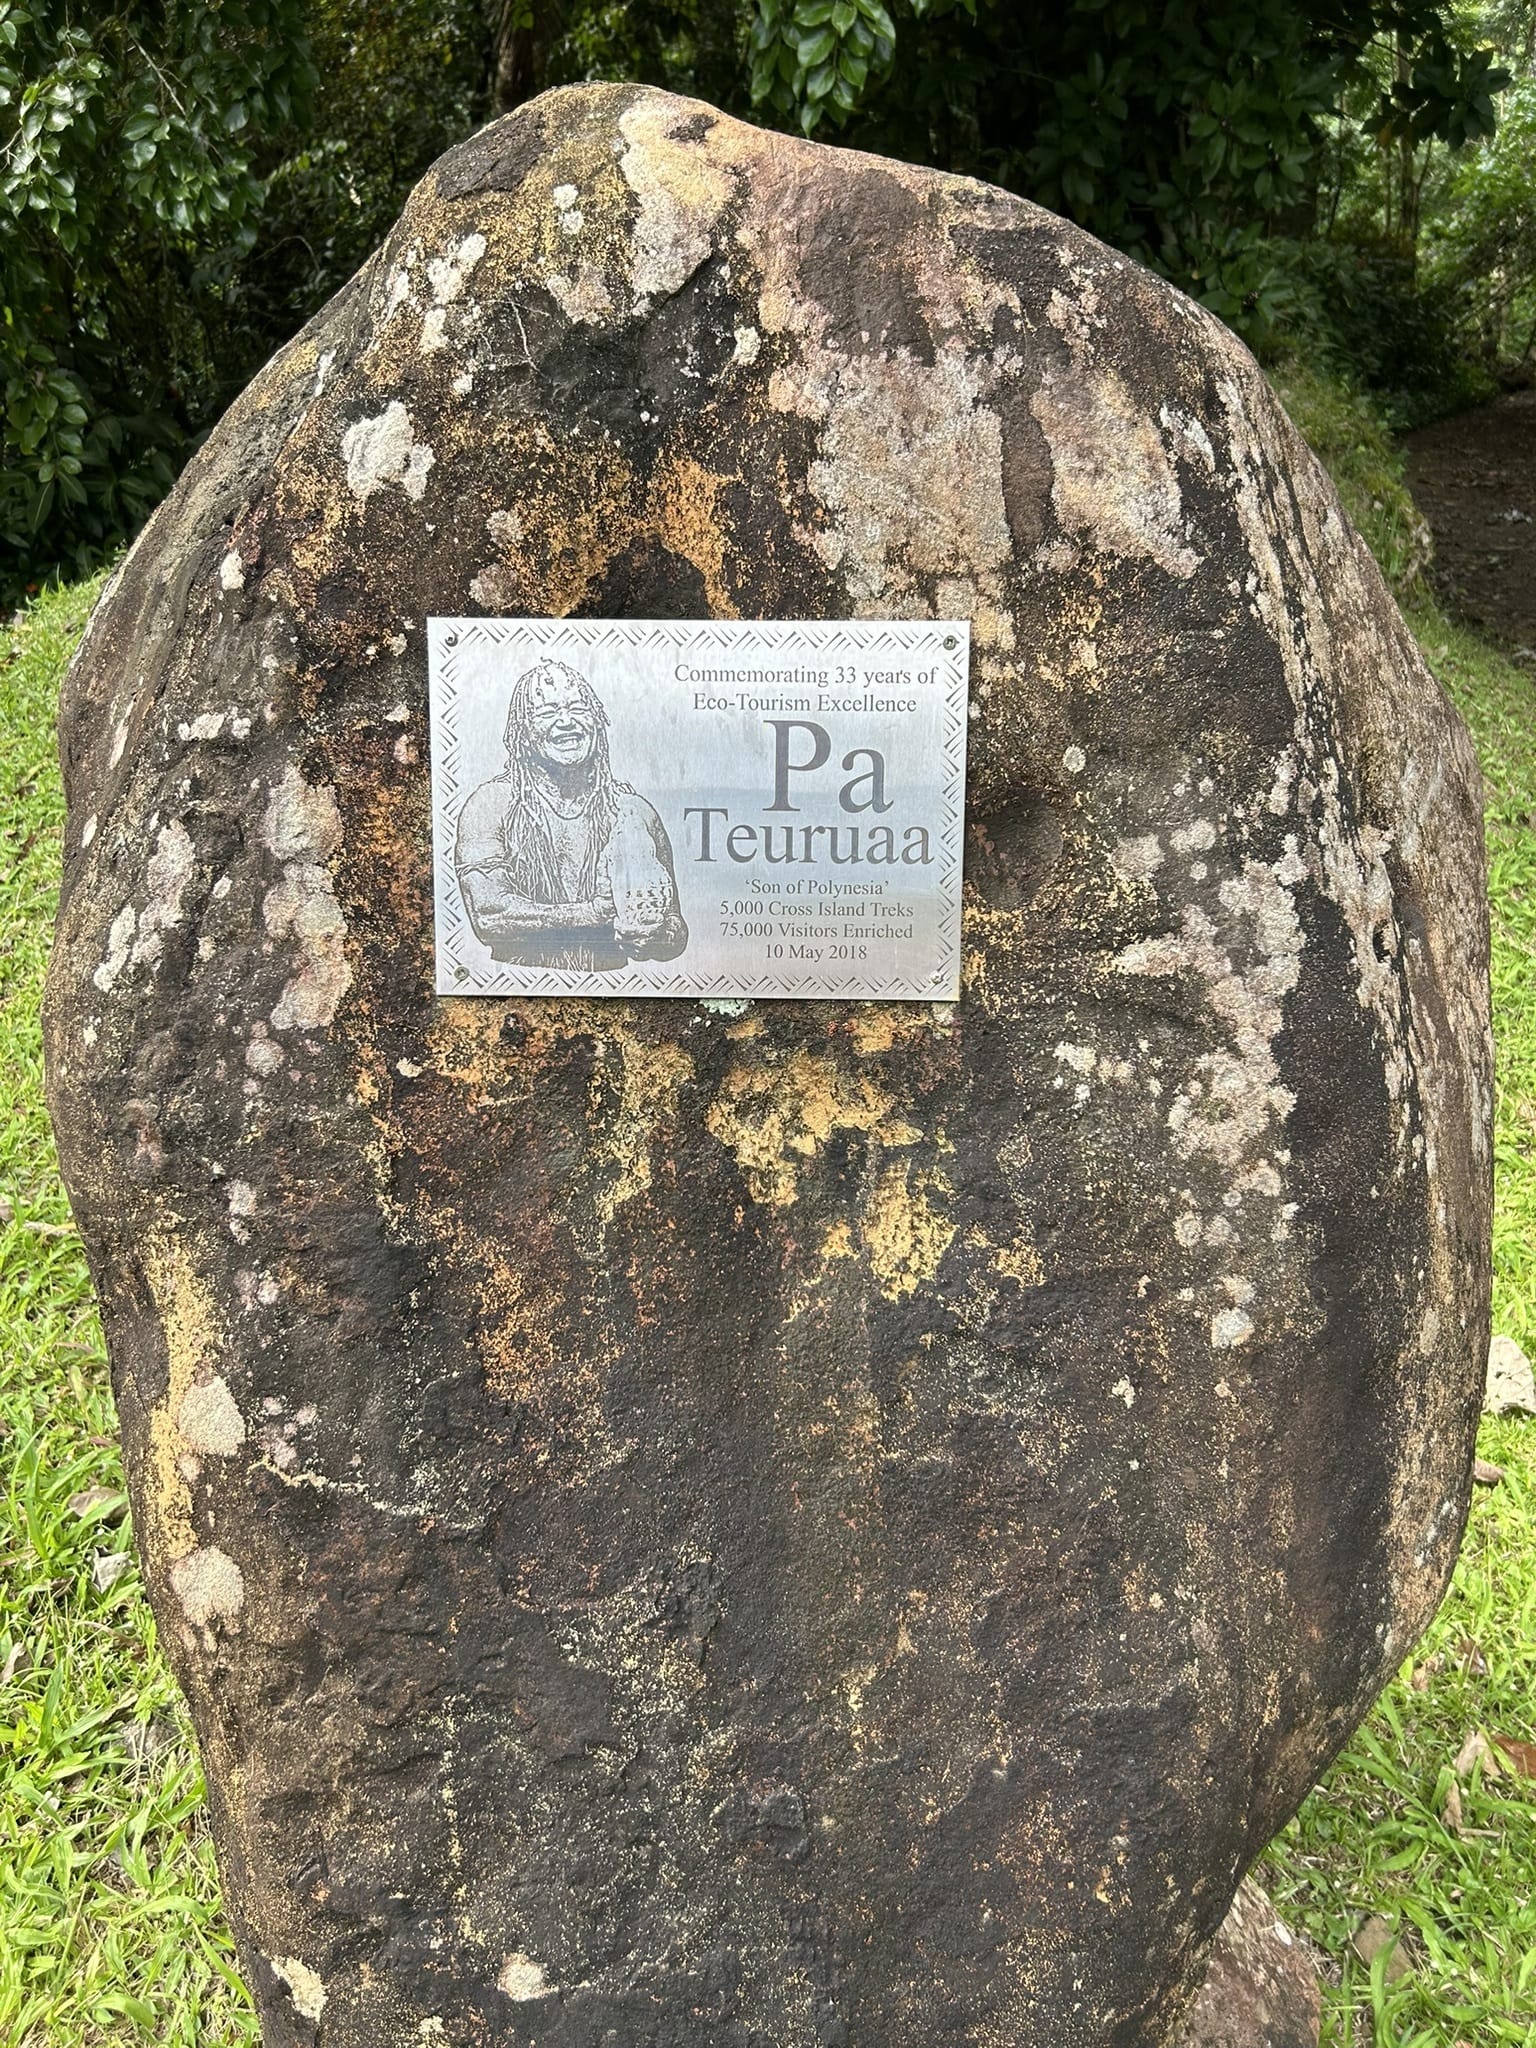 Commemorating 33 years of
Eco-Tourism Excellence
Pa
Teuruaa
‘Son of Polynesia’
5,000 Cross Island Treks
75,000 Visitors Enriched
10 May 2018